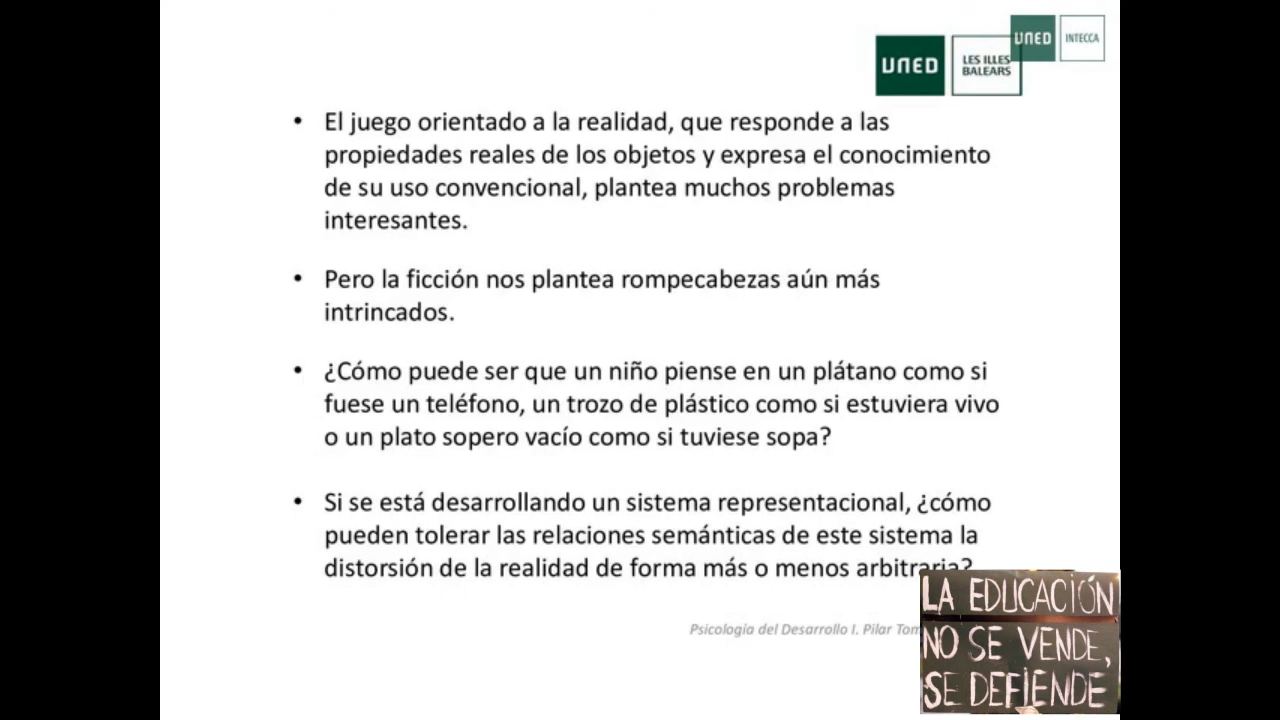 UNED
INTECCA
UNED
LES ILLES
BALEARS
• El juego orientado a la realidad, que responde a las
propiedades reales de los objetos y expresa el conocimiento
de su uso convencional, plantea muchos problemas
interesantes.
• Pero la ficción nos plantea rompecabezas aún más
intrincados.
• ¿Cómo puede ser que un niño piense en un plátano como si
fuese un teléfono, un trozo de plástico como si estuviera vivo
o un plato sopero vacío como si tuviese sopa?
• Si se está desarrollando un sistema representacional, ¿cómo
pueden tolerar las relaciones semánticas de este sistema la
distorsión de la realidad de forma más o menos arbitraria?
Psicología del Desarrollo I. Pilar
LA EDUCACIÓN
NO SE VENDE,
SE DEFIENDE